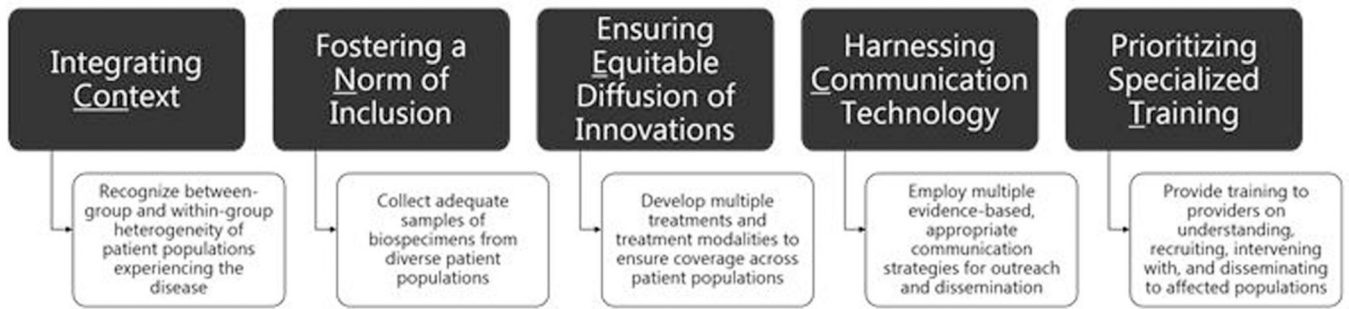 Integrating
Context
Recognize between-
group and within-group
heterogeneity of
patient populations
experiencing the
disease
Fostering a
Norm of
Inclusion
Collect adequate
samples of
biospecimens from
diverse patient
populations
Ensuring
Equitable
Diffusion of
Innovations
Develop multiple
treatments and
treatment modalities to
ensure coverage across
patient populations
Harnessing
Communication
Technology
Employ multiple
evidence-based,
appropriate
communication
strategies for outreach
and dissemination
Prioritizing
Specialized
Training
Provide training to
providers on
understanding,
recruiting, intervening
with, and disseminating
to affected populations